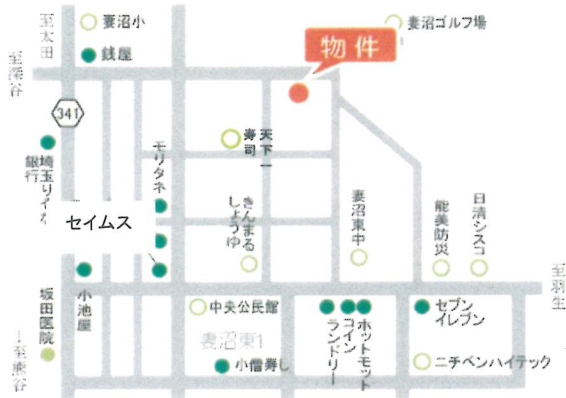 至太田
妻沼小
妻沼ゴルフ場
銭屋
物件
至深谷
341
寿司
天下一
埼玉りそな
銀行
モリタネ
セイムス
きんまる
しょうゆ
妻沼東中
能美防災
日清シスコ
至羽生
小池屋
坂田医院
↓至熊谷
中央公民館
妻沼東1
小僧寿し
コイン
ランドリー
ホットモット
セブン
イレブン
ニチベンハイテック